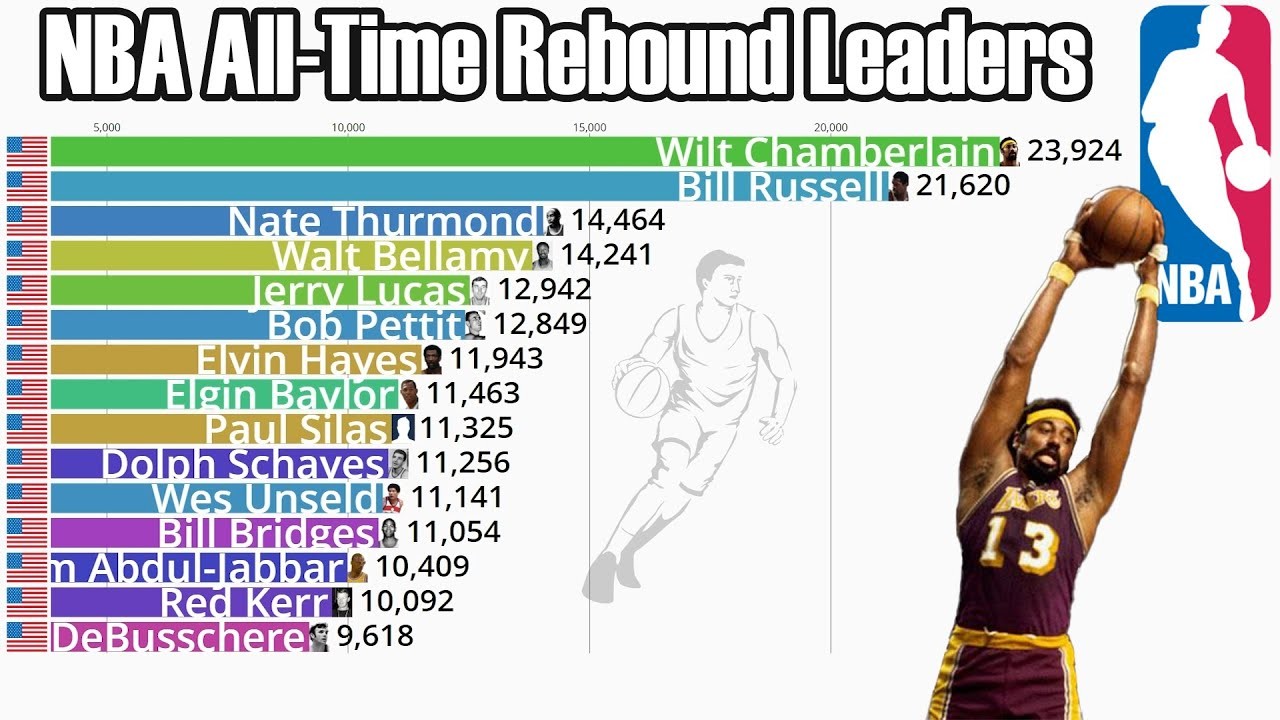 NBA All-Time Rebound Leaders
5,000 10,000 15,000 20,000
Wilt Chamberlain 23,924
Bill Russell 21,620
Nate Thurmond 14,464
Walt Bellamy 14,241
Jerry Lucas 12,942
Bob Pettit 12,849
Elvin Hayes 11,943
Elgin Baylor 11,463
Paul Silas 11,325
Dolph Schayes 11,256
Wes Unseld 11,141
Bill Bridges 11,054
m Abdul-Jabbar 10,409
Red Kerr 10,092
DeBusschere 9,618
NBA
13